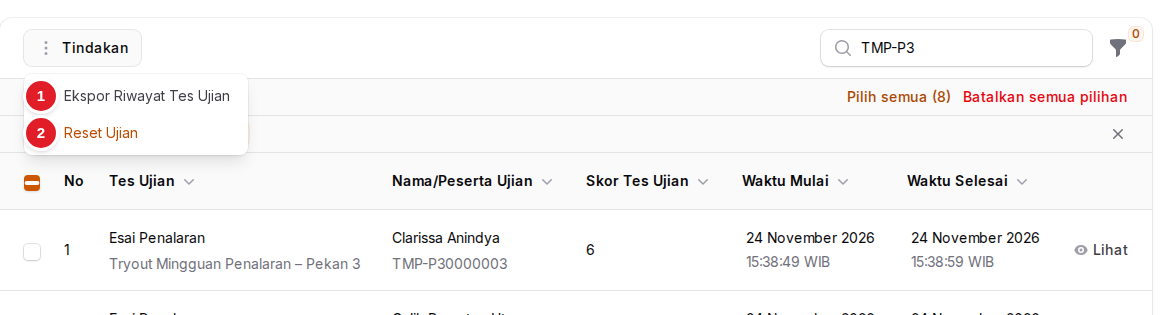 Tindakan
TMP-P3
0
1 Ekspor Riwayat Tes Ujian
Pilih semua (8) Batalkan semua pilihan
2 Reset Ujian
No Tes Ujian Nama/Peserta Ujian Skor Tes Ujian Waktu Mulai Waktu Selesai
1 Esai Penalaran Clarissa Anindya 6 24 November 2026 24 November 2026 Lihat
Tryout Mingguan Penalaran – Pekan 3 TMP-P30000003 15:38:49 WIB 15:38:59 WIB